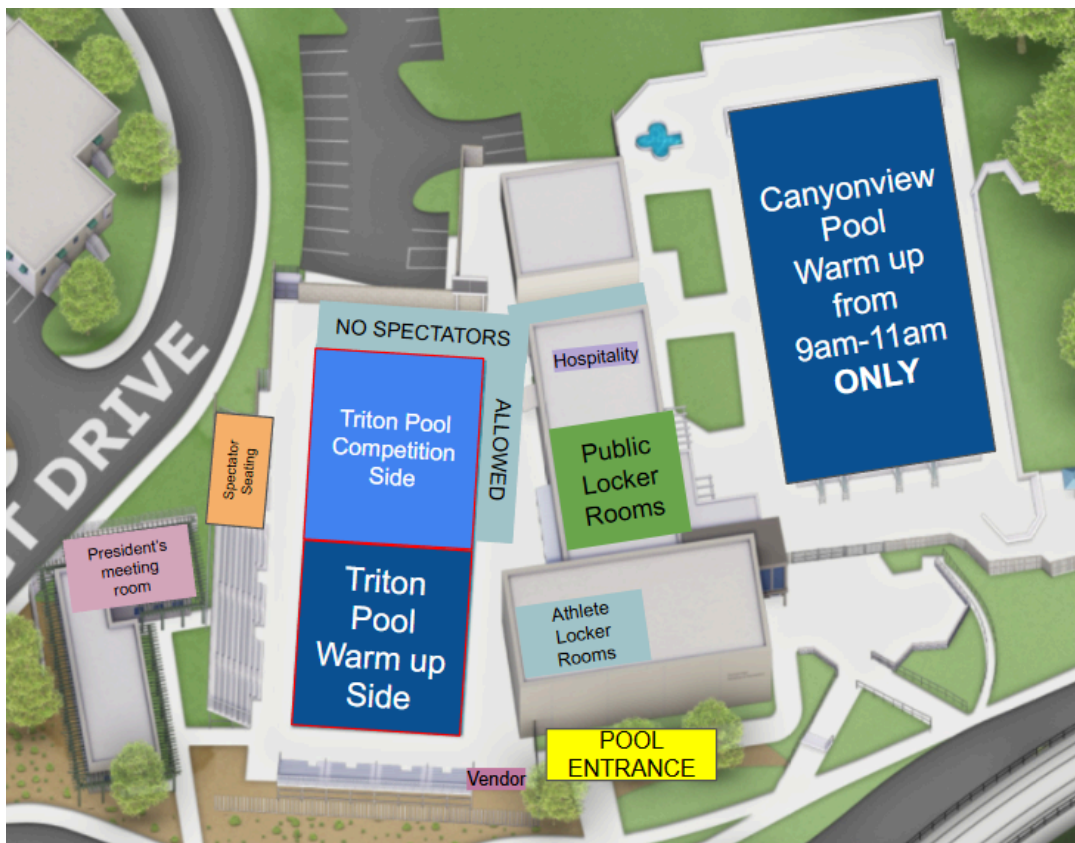 Canyonview
Pool
Warm up
from
9am-11am
ONLY
NO SPECTATORS
ALLOWED
Hospitality
Triton Pool
Competition
Side
Spectator
Seating
Public
Locker
Rooms
President's
meeting
room
Triton
Pool
Warm up
Side
Athlete
Locker
Rooms
POOL
ENTRANCE
Vendor
DRIVE